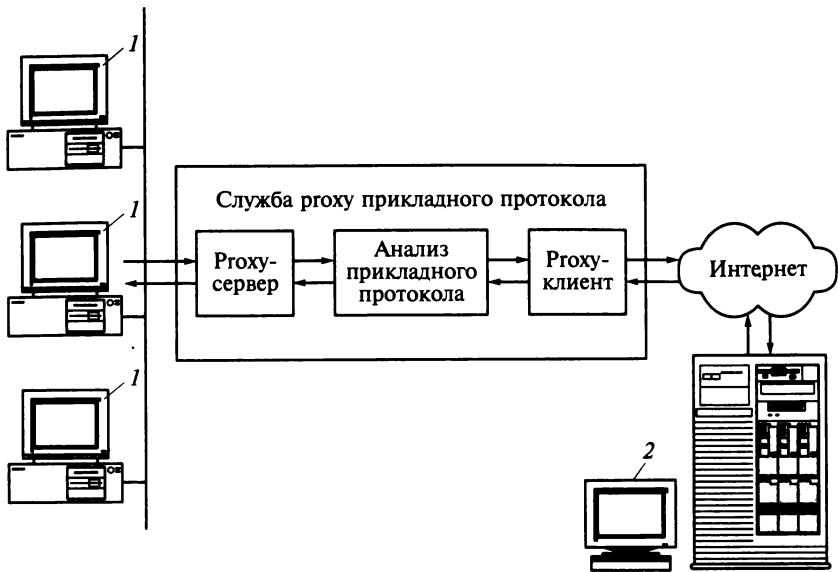 1
1
1
Служба proxy прикладного протокола
Proxy-
сервер
Анализ
прикладного
протокола
Proxy-
клиент
Интернет
2